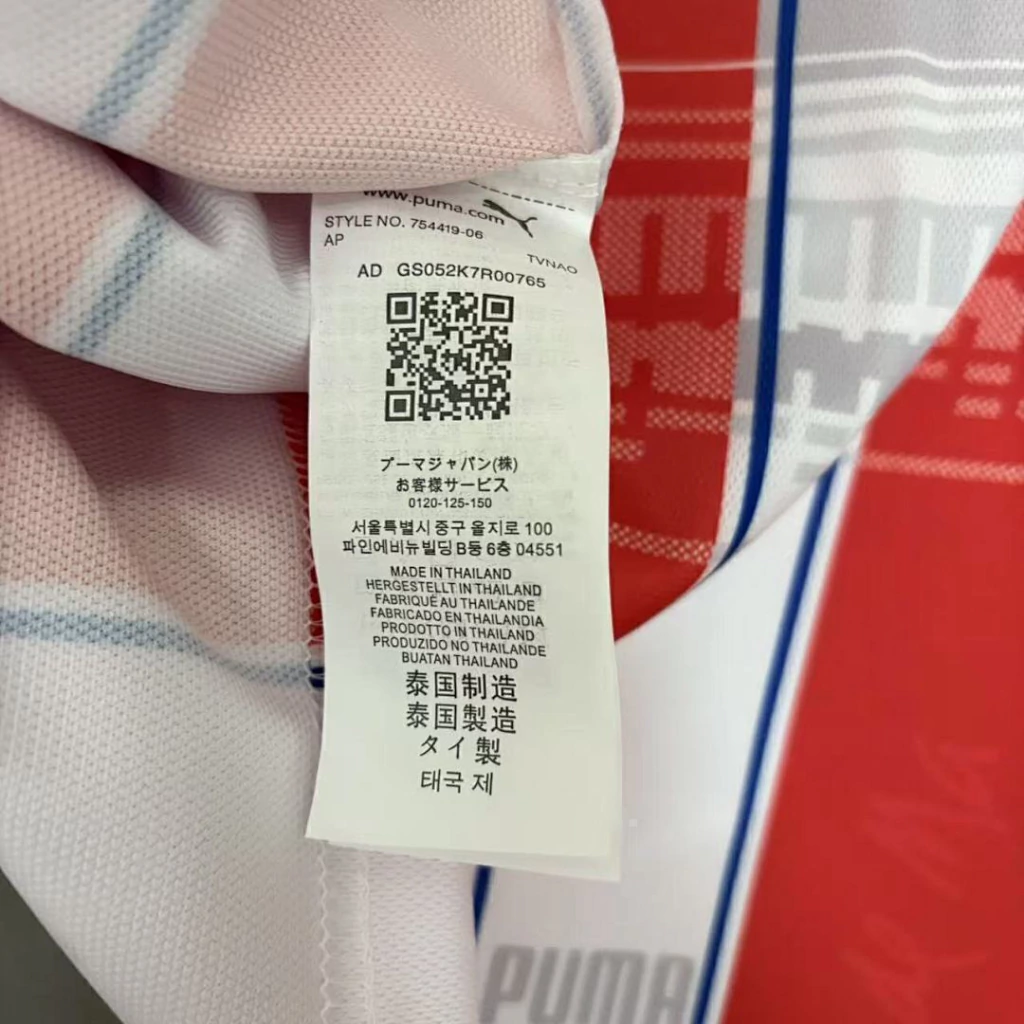 www.puma.com
STYLE NO. 754419-06
AP
TVNAO
AD GS052K7R00765
プーマジャパン(株)
お客様サービス
0120-125-150
서울특별시 중구 을지로 100
파인에비뉴빌딩 B동 6층 04551
MADE IN THAILAND
HERGESTELLT IN THAILAND
FABRIQUÉ AU THAILANDE
FABRICADO EN THAILANDIA
PRODOTTO IN THAILAND
PRODUZIDO NO THAILANDE
BUATAN THAILAND
泰国制造
泰国製造
タイ製
태국 제
PUMA